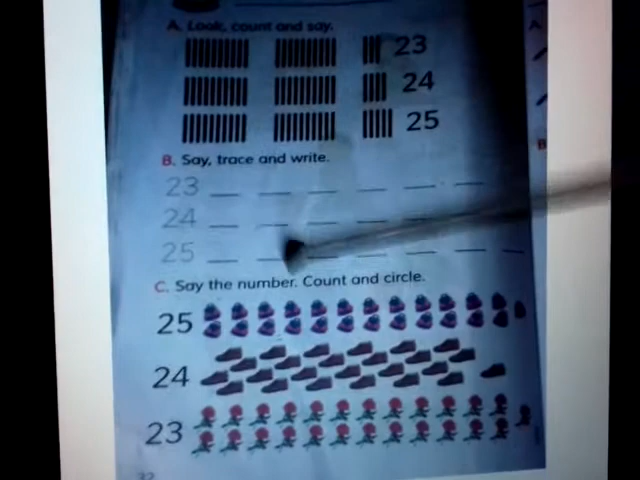 A. Look, count and say.
23
24
25
B. Say, trace and write.
23
24
25
C. Say the number. Count and circle.
25
24
23
32
A.
B